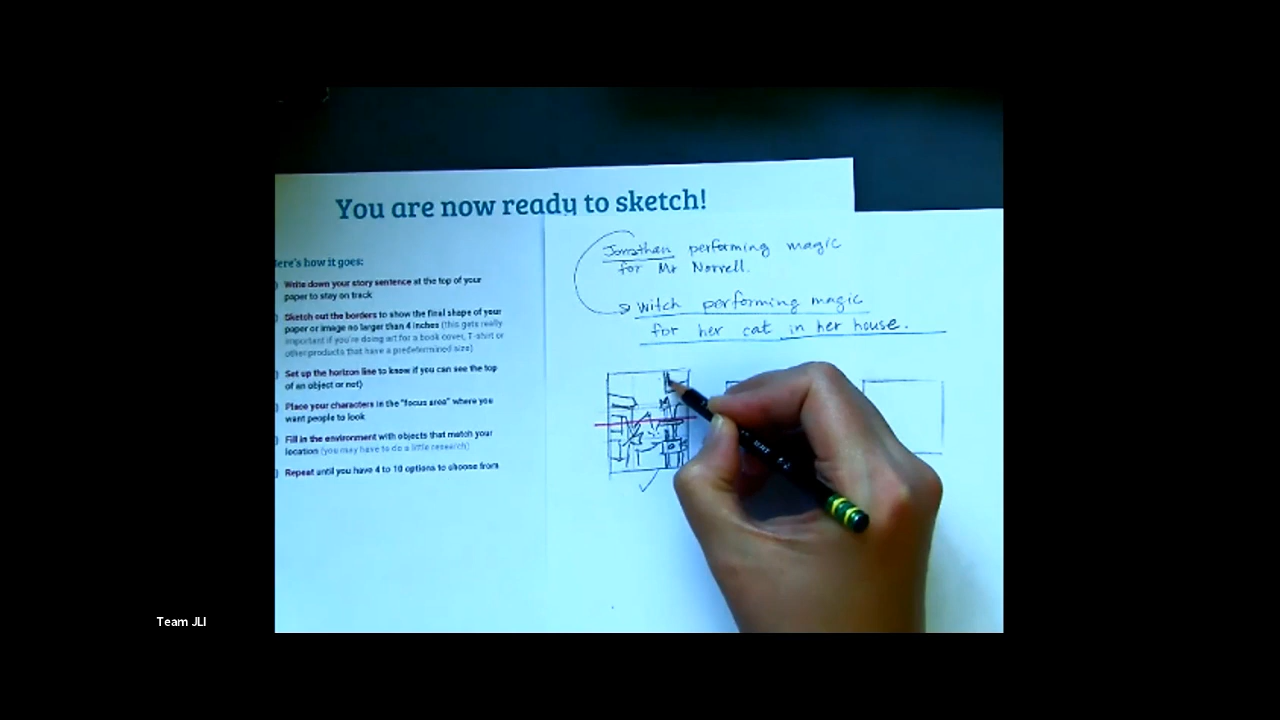 You are now ready to sketch!
ere's how it goes:
Write down your story sentence at the top of your
paper to stay on track
Sketch out the borders to show the final shape of your
paper or image no larger than 4 inches (this gets really
important if you're doing art for a book cover, T-shirt or
other products that have a predetermined size)
Set up the horizon line to know if you can see the top
of an object or not)
Place your characters in the "focus area" where you
want people to look
Fill in the environment with objects that match your
location (you may have to do a little research)
Repeat until you have 4 to 10 options to choose from
Jonathan performing magic
for Mr Norrell.
witch performing magic
for her cat in her house.
Team JLI